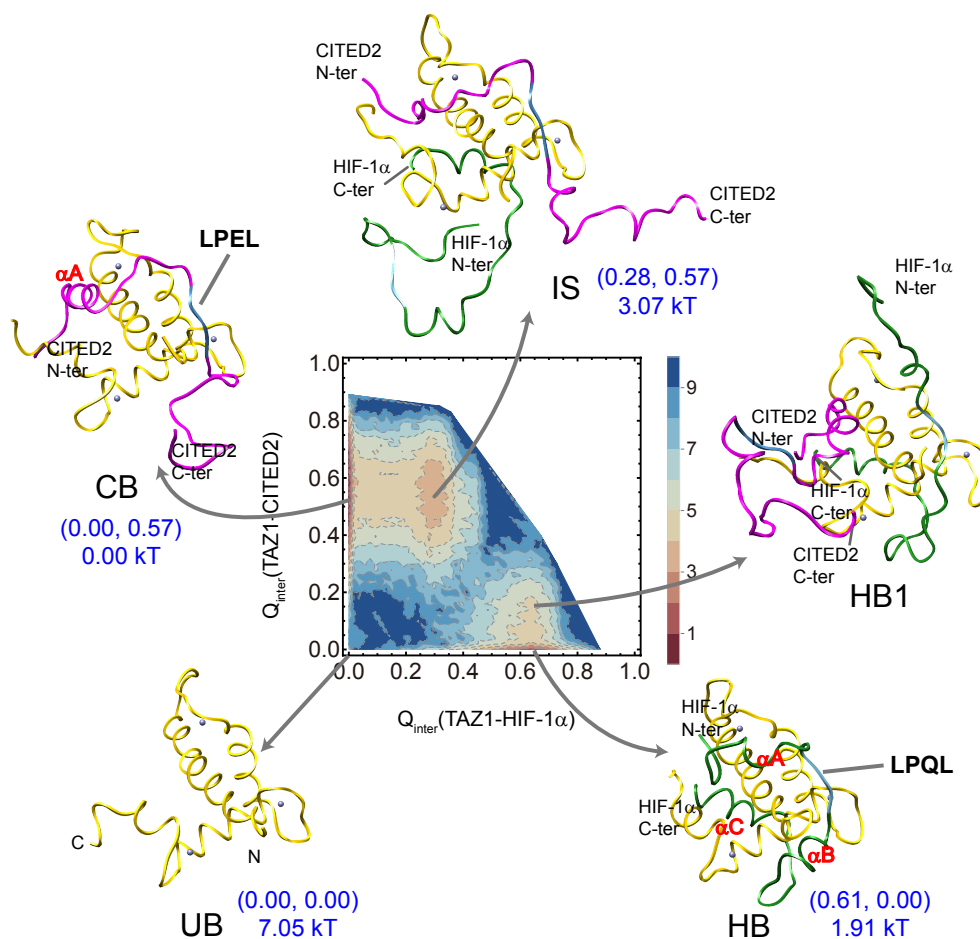 CITED2
N-ter
HIF-1α
C-ter
HIF-1α
N-ter
CITED2
C-ter
IS
(0.28, 0.57)
3.07 kT
αA
LPEL
CITED2
N-ter
CITED2
C-ter
CB
(0.00, 0.57)
0.00 kT
HIF-1α
N-ter
CITED2
N-ter
HIF-1α
C-ter
CITED2
C-ter
HB1
1.0
0.8
0.6
0.4
0.2
0.0
Qinter(TAZ1-CITED2)
0.0 0.2 0.4 0.6 0.8 1.0
Qinter(TAZ1-HIF-1α)
9
7
5
3
1
C
N
UB
(0.00, 0.00)
7.05 kT
HIF-1α
N-ter
αA
LPQL
HIF-1α
C-ter
αC
αB
HB
(0.61, 0.00)
1.91 kT